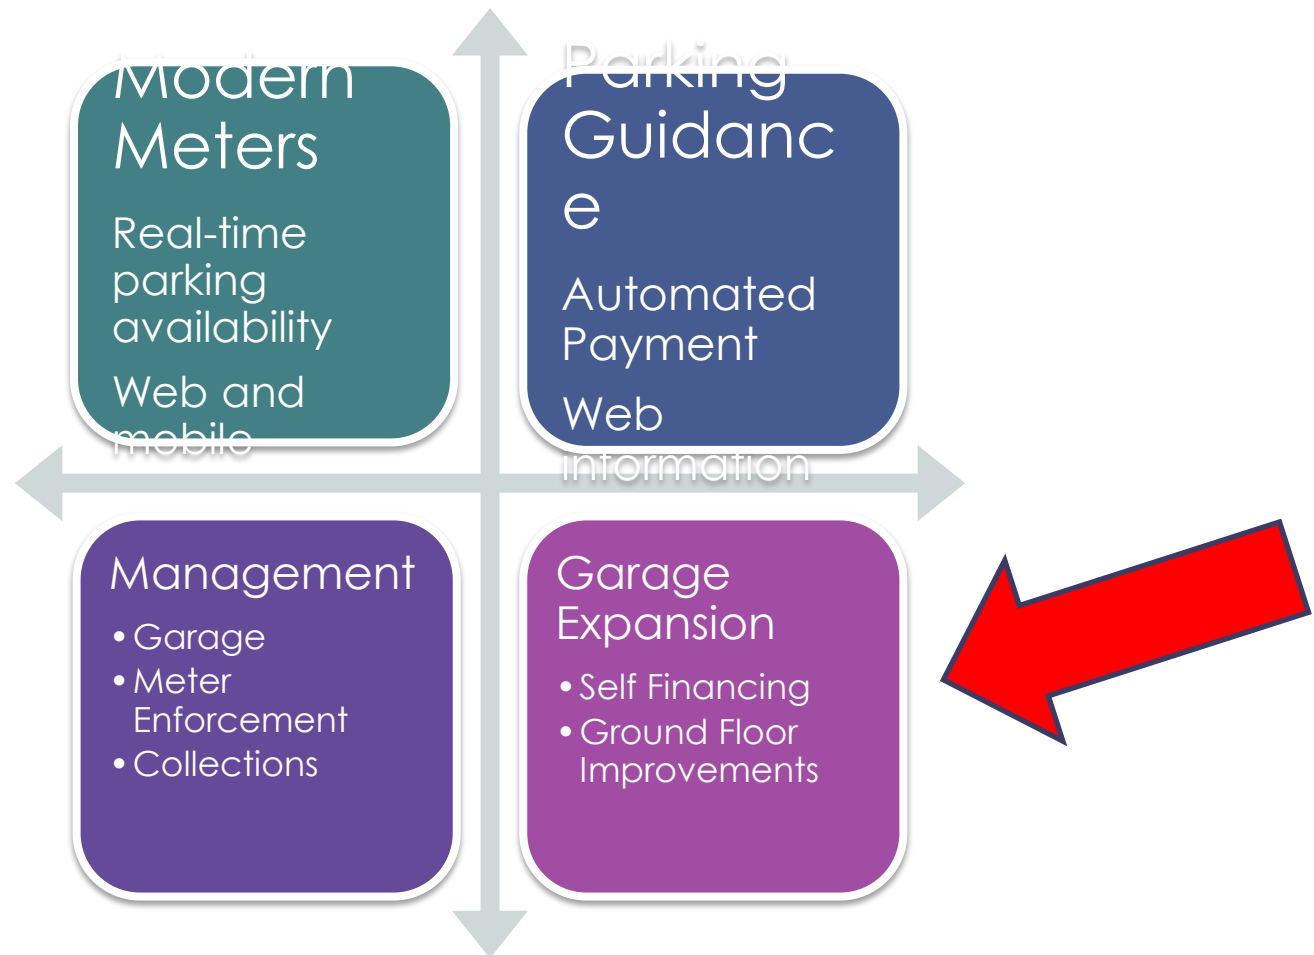 Modern
Meters
Real-time
parking
availability
Web and
mobile
Parking
Guidanc
e
Automated
Payment
Web
information
Management
• Garage
• Meter
Enforcement
• Collections
Garage
Expansion
• Self Financing
• Ground Floor
Improvements